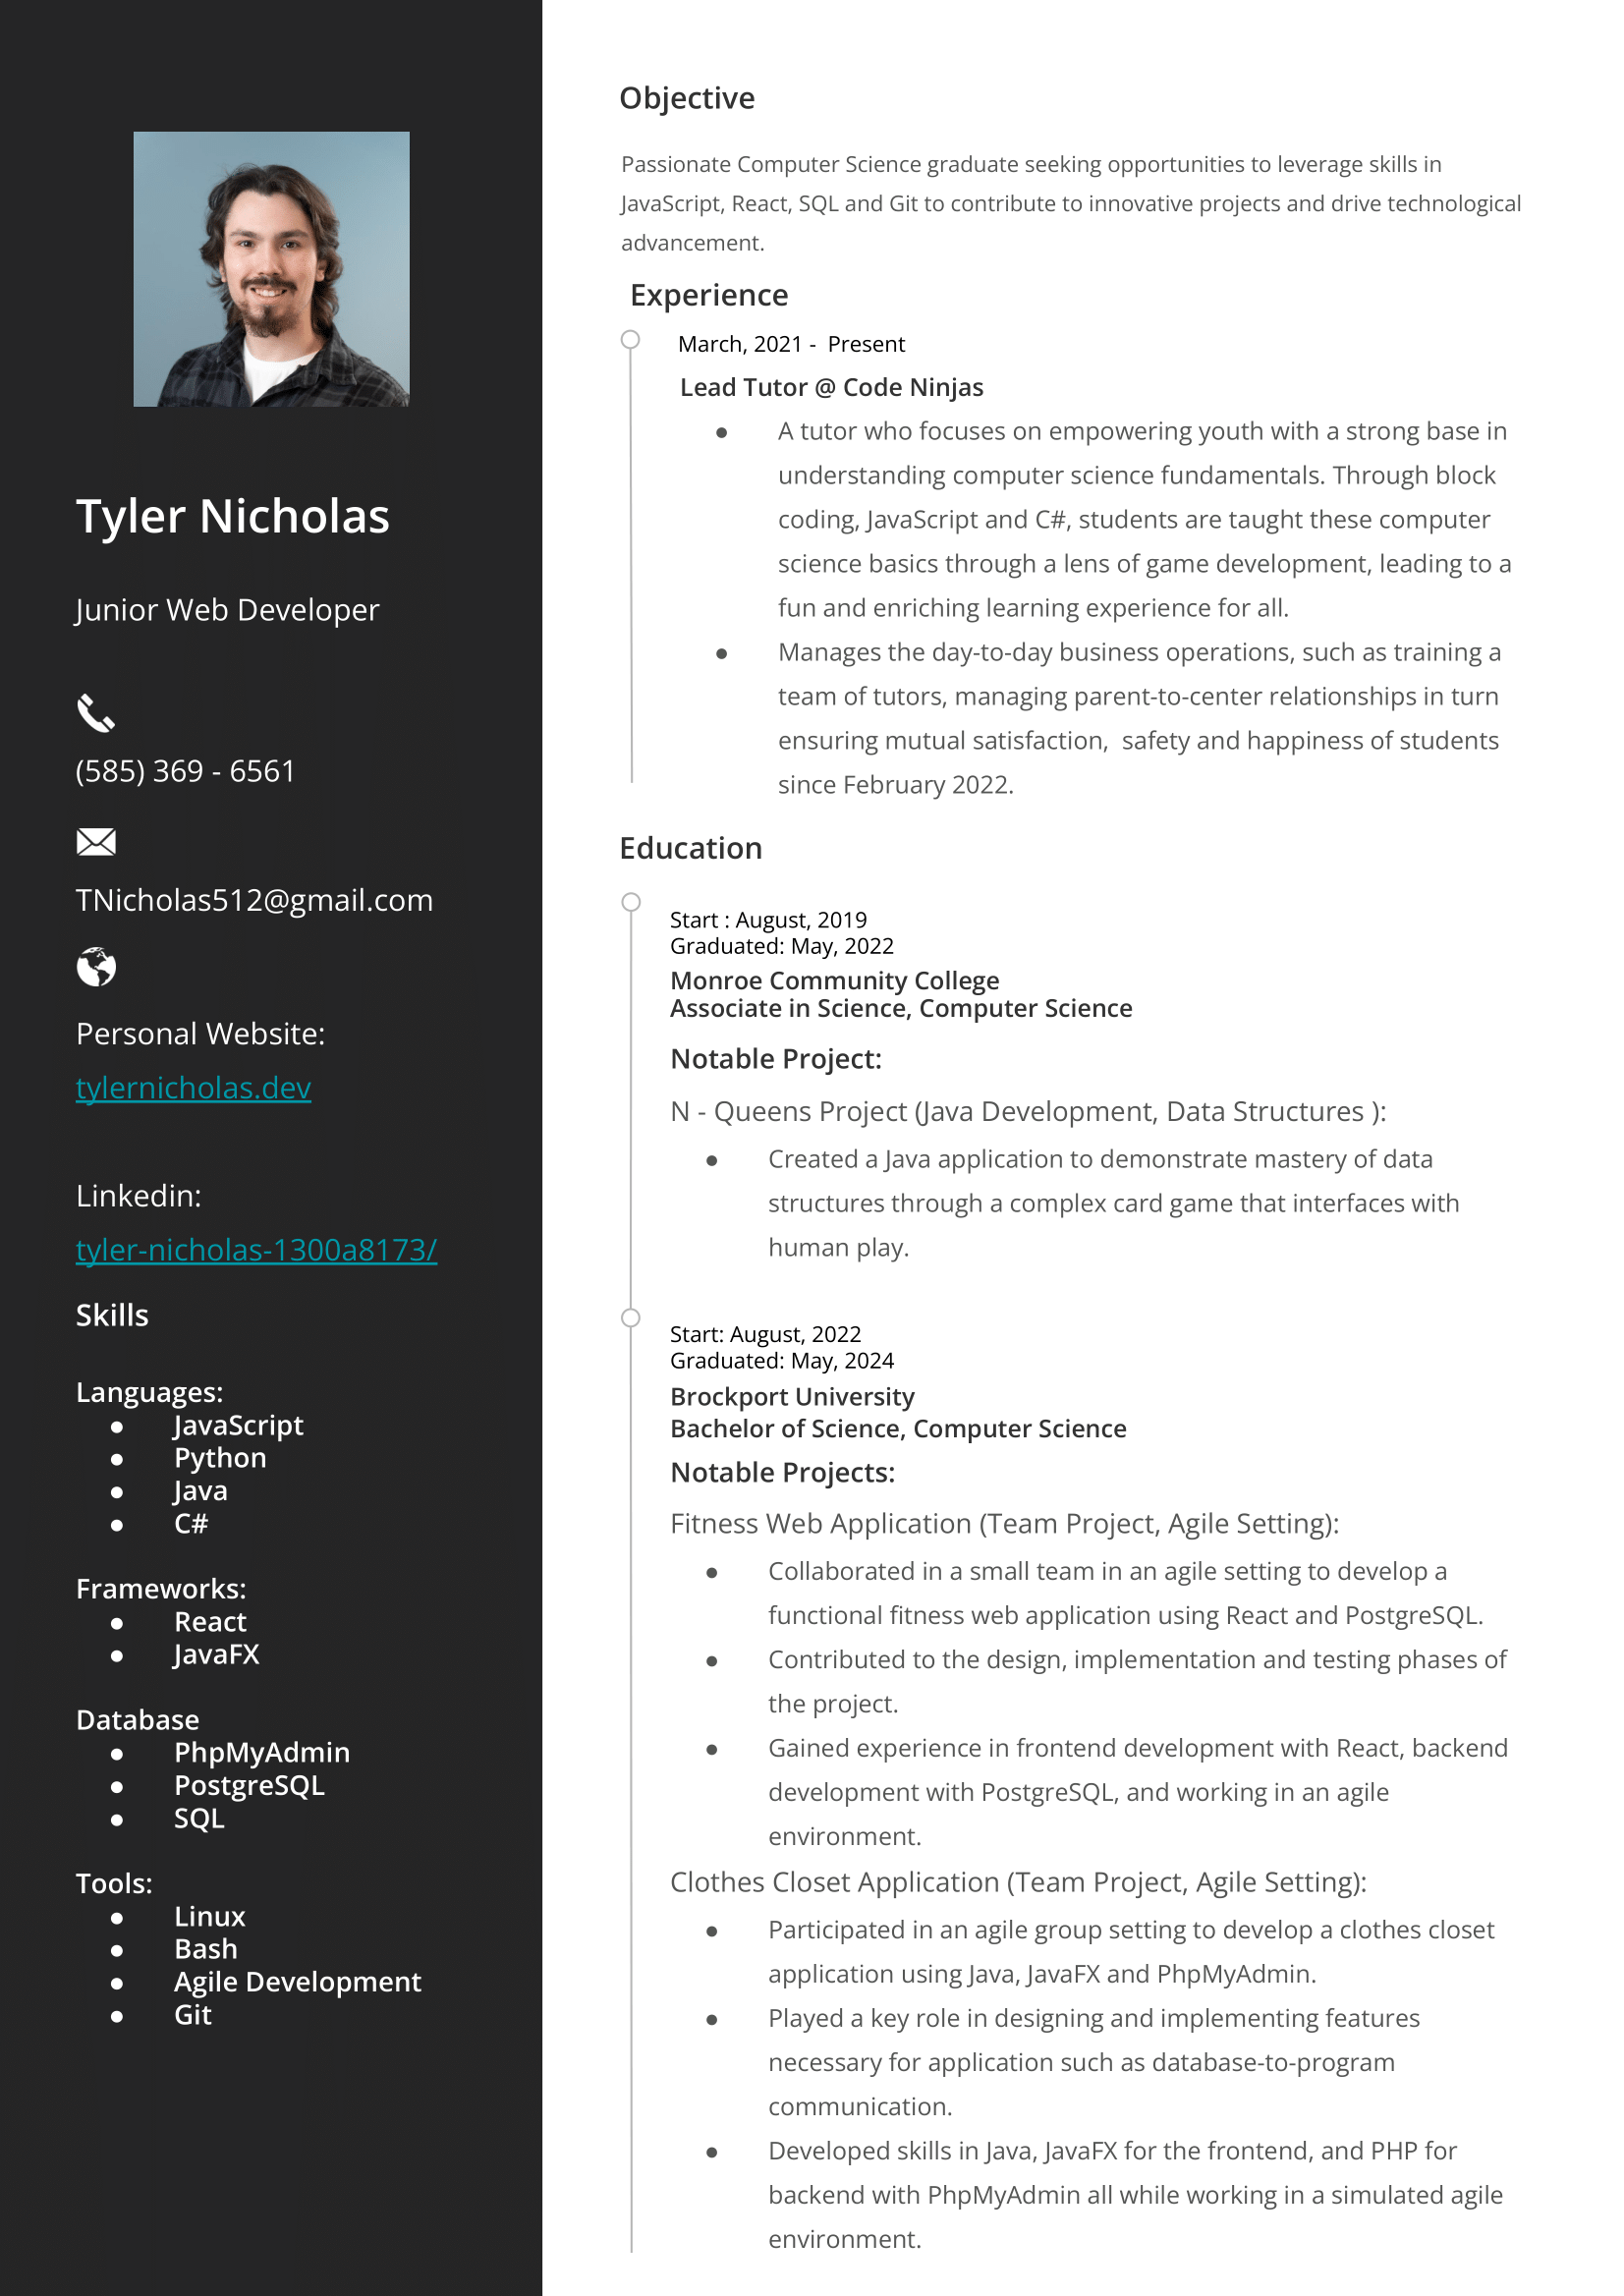 Tyler Nicholas
Junior Web Developer
(585) 369 - 6561
TNicholas512@gmail.com
Personal Website:
tylernicholas.dev
Linkedin:
tyler-nicholas-1300a8173/
Skills
Languages:
● JavaScript
● Python
● Java
● C#
Frameworks:
● React
● JavaFX
Database
● PhpMyAdmin
● PostgreSQL
● SQL
Tools:
● Linux
● Bash
● Agile Development
● Git
Objective
Passionate Computer Science graduate seeking opportunities to leverage skills in
JavaScript, React, SQL and Git to contribute to innovative projects and drive technological
advancement.
Experience
March, 2021 - Present
Lead Tutor @ Code Ninjas
● A tutor who focuses on empowering youth with a strong base in
understanding computer science fundamentals. Through block
coding, JavaScript and C#, students are taught these computer
science basics through a lens of game development, leading to a
fun and enriching learning experience for all.
● Manages the day-to-day business operations, such as training a
team of tutors, managing parent-to-center relationships in turn
ensuring mutual satisfaction,  safety and happiness of students
since February 2022.
Education
Start : August, 2019
Graduated: May, 2022
Monroe Community College
Associate in Science, Computer Science
Notable Project:
N - Queens Project (Java Development, Data Structures ):
● Created a Java application to demonstrate mastery of data
structures through a complex card game that interfaces with
human play.
Start: August, 2022
Graduated: May, 2024
Brockport University
Bachelor of Science, Computer Science
Notable Projects:
Fitness Web Application (Team Project, Agile Setting):
● Collaborated in a small team in an agile setting to develop a
functional fitness web application using React and PostgreSQL.
● Contributed to the design, implementation and testing phases of
the project.
● Gained experience in frontend development with React, backend
development with PostgreSQL, and working in an agile
environment.
Clothes Closet Application (Team Project, Agile Setting):
● Participated in an agile group setting to develop a clothes closet
application using Java, JavaFX and PhpMyAdmin.
● Played a key role in designing and implementing features
necessary for application such as database-to-program
communication.
● Developed skills in Java, JavaFX for the frontend, and PHP for
backend with PhpMyAdmin all while working in a simulated agile
environment.